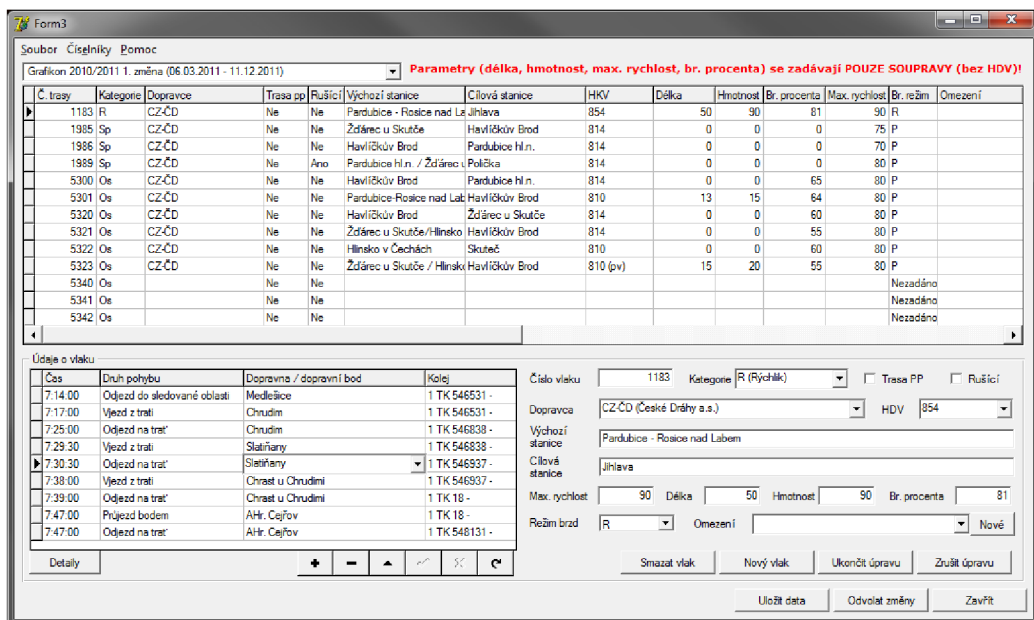 Form3
Soubor Číselníky Pomoc
Grafikon 2010/2011 1. změna (06.03.2011 - 11.12.2011) Parametry (délka, hmotnost, max. rychlost, br. procenta) se zadávají POUZE SOUPRAVY (bez HDV)!
Č. trasy Kategorie Dopravce Trasa pp Rušící Výchozí stanice Cílová stanice HKV Délka Hmotnost Br. procenta Max. rychlost Br. režim Omezení
1183 R CZ-ČD Ne Ne Pardubice - Rosice nad La Jihlava 854 50 90 81 90 R
1985 Sp CZ-ČD Ne Ne Žďárec u Skutče Havlíčkův Brod 814 0 0 0 75 P
1986 Sp CZ-ČD Ne Ne Havlíčkův Brod Pardubice hl.n. 814 0 0 0 70 P
1989 Sp CZ-ČD Ne Ano Pardubice hl.n. / Žďárec u Polička 814 0 0 0 80 P
5300 Os CZ-ČD Ne Ne Havlíčkův Brod Pardubice hl.n. 814 0 0 65 80 P
5301 Os CZ-ČD Ne Ne Pardubice-Rosice nad Lab Havlíčkův Brod 810 13 15 64 80 P
5320 Os CZ-ČD Ne Ne Havlíčkův Brod Žďárec u Skutče 814 0 0 60 80 P
5321 Os CZ-ČD Ne Ne Žďárec u Skutče/Hlinsko Havlíčkův Brod 814 0 0 55 80 P
5322 Os CZ-ČD Ne Ne Hlinsko v Čechách Skuteč 810 0 0 60 80 P
5323 Os CZ-ČD Ne Ne Žďárec u Skutče / Hlinsko Havlíčkův Brod 810 (pv) 15 20 55 80 P
5340 Os Ne Ne Nezadáno
5341 Os Ne Ne Nezadáno
5342 Os Ne Ne Nezadáno
Údaje o vlaku
Čas Druh pohybu Dopravna / dopravní bod Kolej
7:14:00 Odjezd do sledované oblasti Medlešice 1 TK 546531 -
7:17:00 Vjezd z trati Chrudim 1 TK 546531 -
7:25:00 Odjezd na trať Chrudim 1 TK 546838 -
7:29:30 Vjezd z trati Slatiňany 1 TK 546838 -
7:30:30 Odjezd na trať Slatiňany 1 TK 546937 -
7:38:00 Vjezd z trati Chrast u Chrudimi 1 TK 546937 -
7:39:00 Odjezd na trať Chrast u Chrudimi 1 TK 18 -
7:47:00 Průjezd bodem AHr. Cejřov 1 TK 18 -
7:47:00 Odjezd na trať AHr. Cejřov 1 TK 548131 -
Detaily
Číslo vlaku 1183 Kategorie R (Rýchlik) Trasa PP Rušící
Dopravca CZ-ČD (České Dráhy a.s.) HDV 854
Výchozí
stanice Pardubice - Rosice nad Labem
Cílová
stanice Jihlava
Max. rychlost 90 Délka 50 Hmotnost 90 Br. procenta 81
Režim brzd R Omezení Nové
Smazat vlak Nový vlak Ukončit úpravu Zrušit úpravu
Uložit data Odvolat změny Zavřít